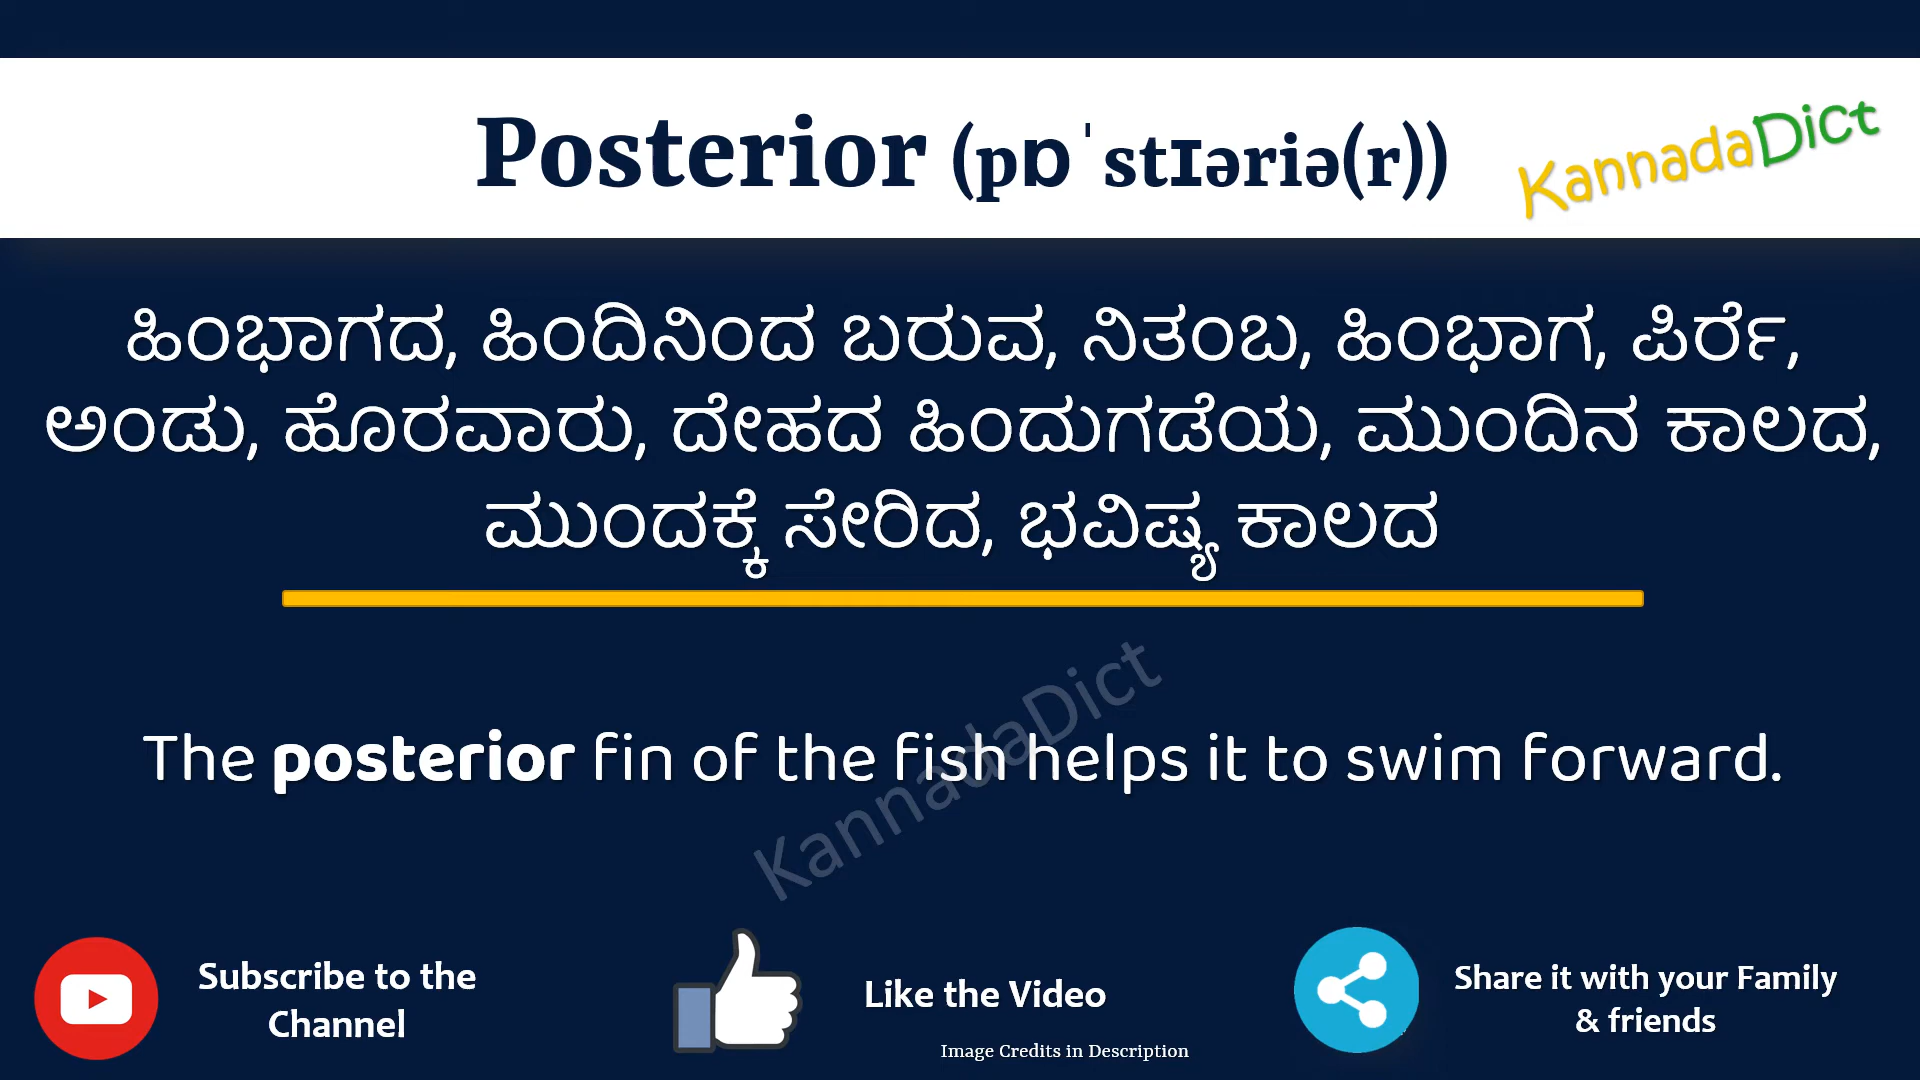 Posterior (pɒˈstɪəriə(r))
KannadaDict
ಹಿಂಭಾಗದ, ಹಿಂದಿನಿಂದ ಬರುವ, ನಿತಂಬ, ಹಿಂಭಾಗ, ಪಿರ್ರೆ,
ಅಂಡು, ಹೊರವಾರು, ದೇಹದ ಹಿಂದುಗಡೆಯ, ಮುಂದಿನ ಕಾಲದ,
ಮುಂದಕ್ಕೆ ಸೇರಿದ, ಭವಿಷ್ಯ ಕಾಲದ
The posterior fin of the fish helps it to swim forward.
KannadaDict
Subscribe to the
Channel
Like the Video
Share it with your Family
& friends
Image Credits in Description